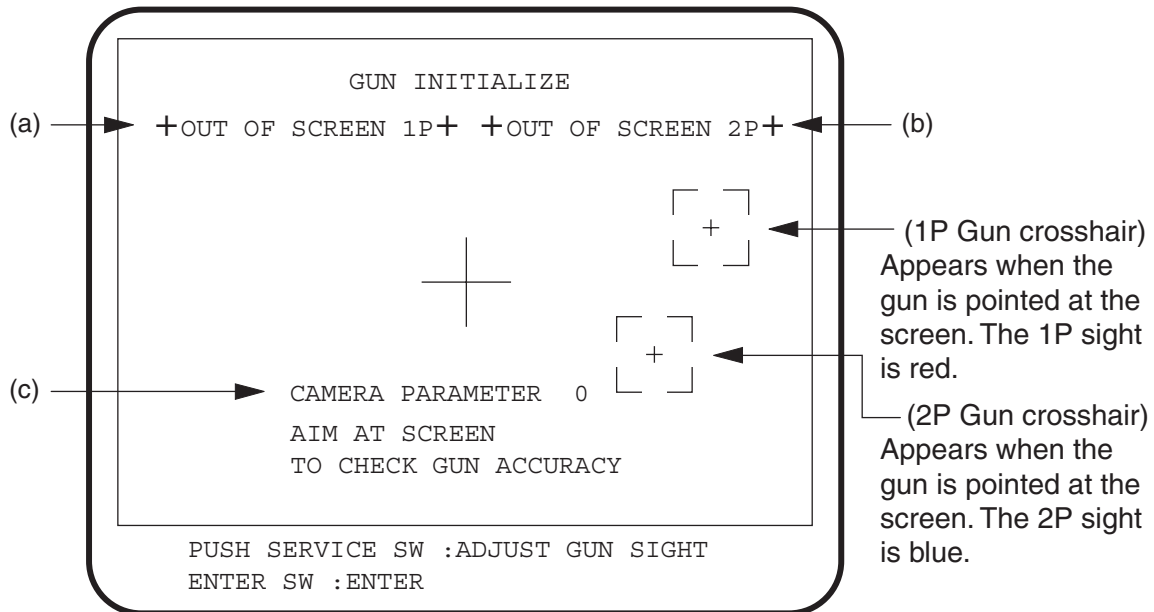 GUN INITIALIZE
(a)
+OUT OF SCREEN 1P+ +OUT OF SCREEN 2P+
(b)
(1P Gun crosshair)
Appears when the
gun is pointed at the
screen. The 1P sight
is red.
(c)
CAMERA PARAMETER 0
AIM AT SCREEN
TO CHECK GUN ACCURACY
(2P Gun crosshair)
Appears when the
gun is pointed at the
screen. The 2P sight
is blue.
PUSH SERVICE SW :ADJUST GUN SIGHT
ENTER SW :ENTER